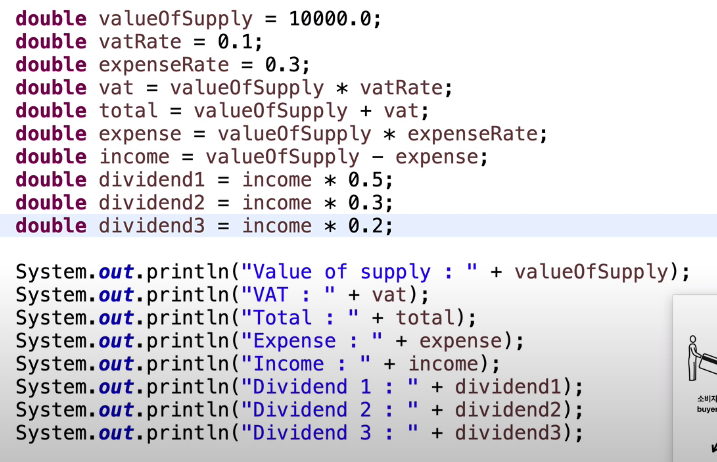 double valueOfSupply = 10000.0;
double vatRate = 0.1;
double expenseRate = 0.3;
double vat = valueOfSupply * vatRate;
double total = valueOfSupply + vat;
double expense = valueOfSupply * expenseRate;
double income = valueOfSupply - expense;
double dividend1 = income * 0.5;
double dividend2 = income * 0.3;
double dividend3 = income * 0.2;
System.out.println("Value of supply : " + valueOfSupply);
System.out.println("VAT : " + vat);
System.out.println("Total : " + total);
System.out.println("Expense : " + expense);
System.out.println("Income : " + income);
System.out.println("Dividend 1 : " + dividend1);
System.out.println("Dividend 2 : " + dividend2);
System.out.println("Dividend 3 : " + dividend3);
소비자
buyer